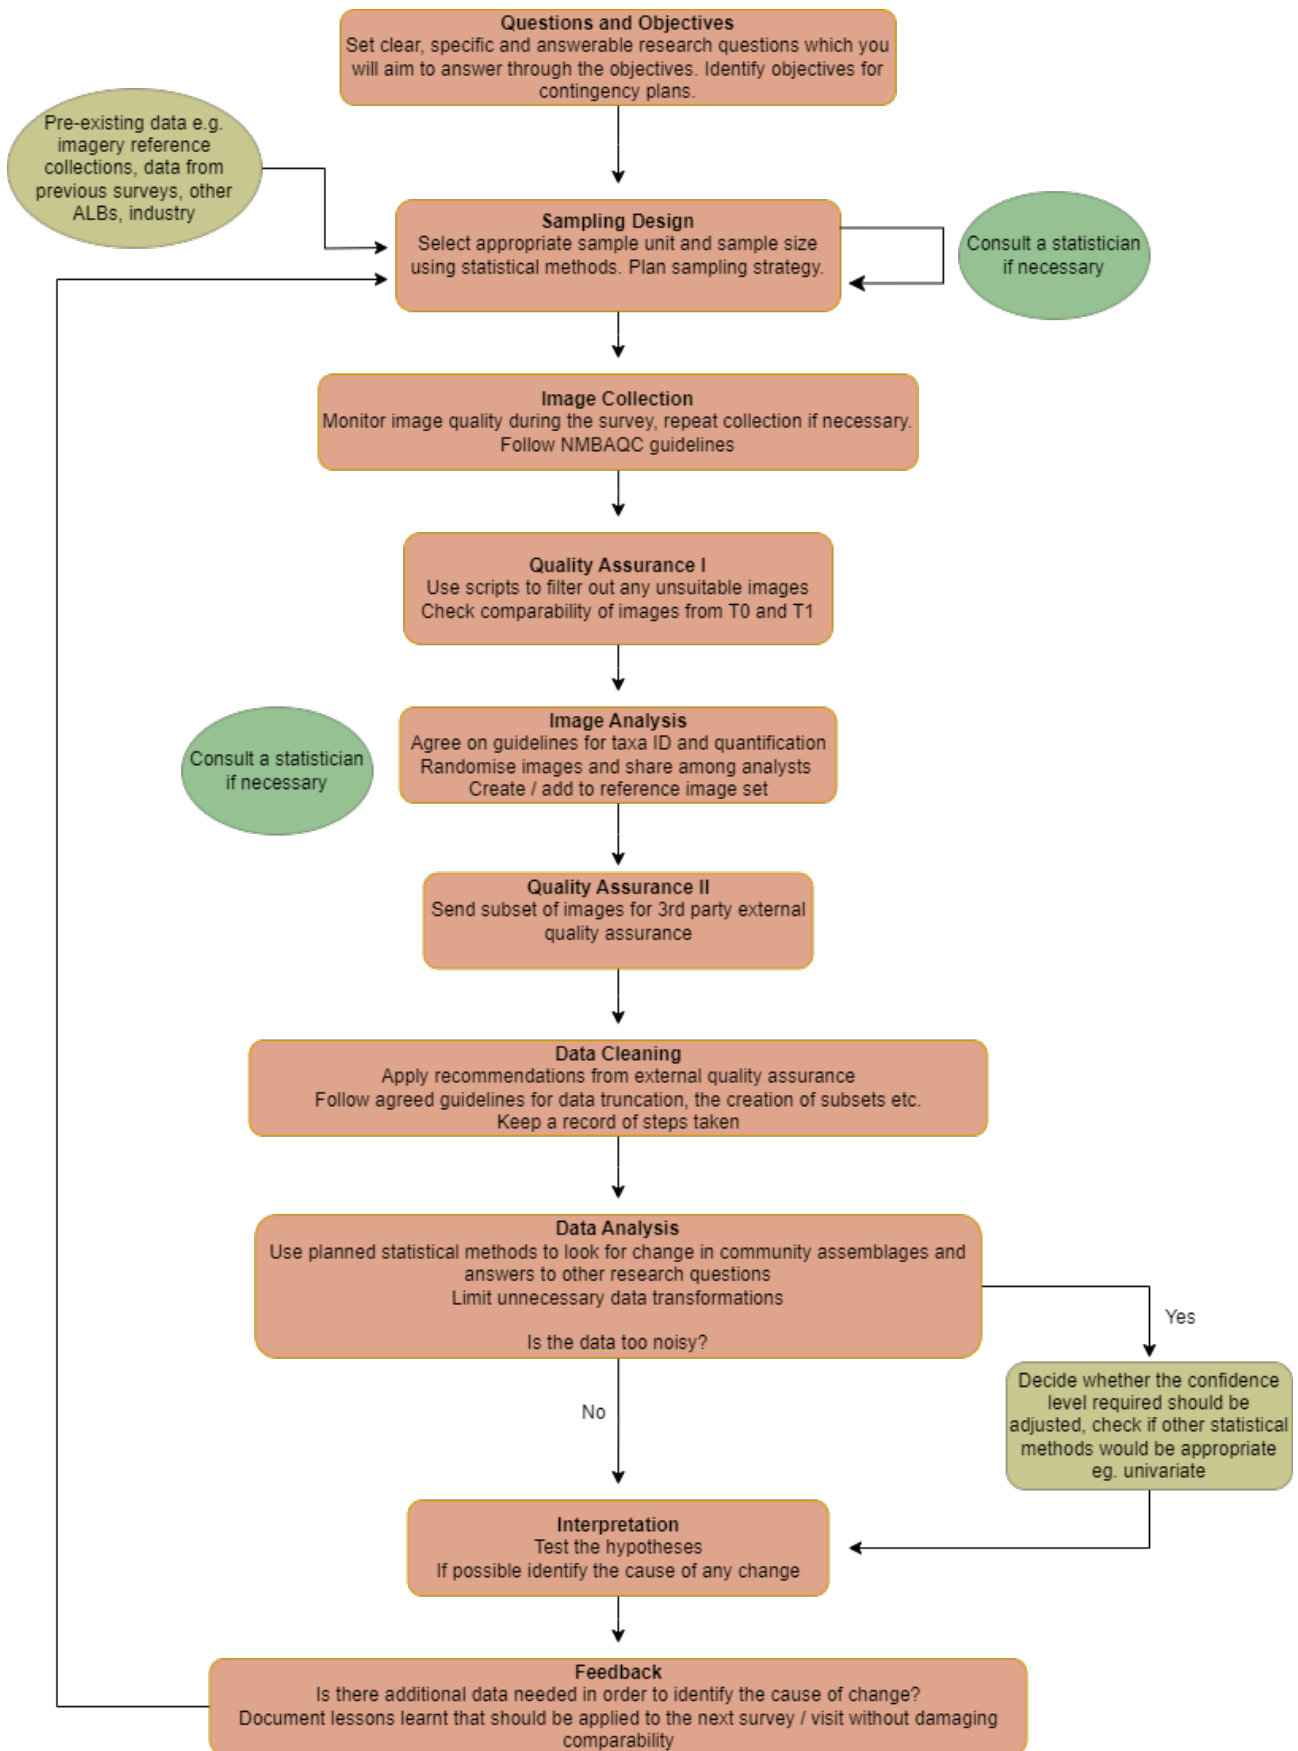 Questions and Objectives
Set clear, specific and answerable research questions which you
will aim to answer through the objectives. Identify objectives for
contingency plans.
Pre-existing data e.g.
imagery reference
collections, data from
previous surveys, other
ALBs, industry
Sampling Design
Select appropriate sample unit and sample size
using statistical methods. Plan sampling strategy.
Consult a statistician
if necessary
Image Collection
Monitor image quality during the survey, repeat collection if necessary.
Follow NMBAQC guidelines
Quality Assurance I
Use scripts to filter out any unsuitable images
Check comparability of images from T0 and T1
Image Analysis
Agree on guidelines for taxa ID and quantification
Randomise images and share among analysts
Create / add to reference image set
Consult a statistician
if necessary
Quality Assurance II
Send subset of images for 3rd party external
quality assurance
Data Cleaning
Apply recommendations from external quality assurance
Follow agreed guidelines for data truncation, the creation of subsets etc.
Keep a record of steps taken
Data Analysis
Use planned statistical methods to look for change in community assemblages and
answers to other research questions
Limit unnecessary data transformations
Is the data too noisy?
Yes
Decide whether the confidence
level required should be
adjusted, check if other statistical
methods would be appropriate
eg. univariate
No
Interpretation
Test the hypotheses
If possible identify the cause of any change
Feedback
Is there additional data needed in order to identify the cause of change?
Document lessons learnt that should be applied to the next survey / visit without damaging
comparability